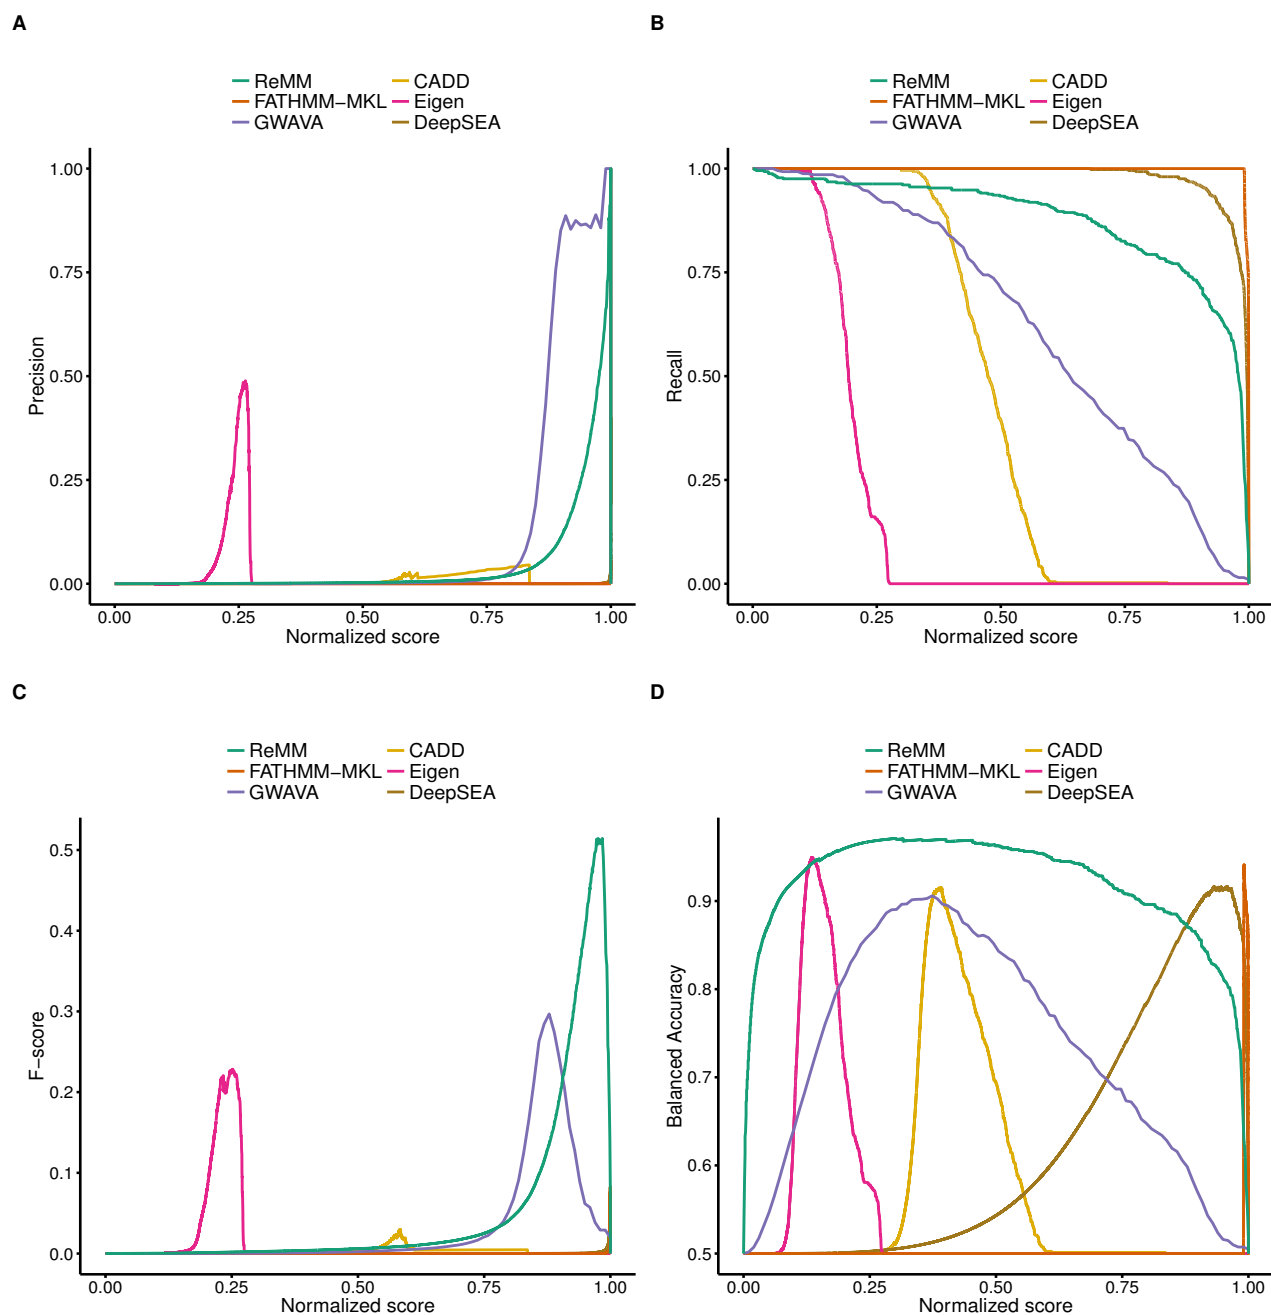 A
ReMM CADD
FATHMM−MKL Eigen
GWAVA DeepSEA
1.00
0.75
0.50
0.25
0.00
Precision
0.00 0.25 0.50 0.75 1.00
Normalized score
B
ReMM CADD
FATHMM−MKL Eigen
GWAVA DeepSEA
1.00
0.75
0.50
0.25
0.00
Recall
0.00 0.25 0.50 0.75 1.00
Normalized score
C
ReMM CADD
FATHMM−MKL Eigen
GWAVA DeepSEA
0.5
0.4
0.3
0.2
0.1
0.0
F−score
0.00 0.25 0.50 0.75 1.00
Normalized score
D
ReMM CADD
FATHMM−MKL Eigen
GWAVA DeepSEA
0.9
0.8
0.7
0.6
0.5
Balanced Accuracy
0.00 0.25 0.50 0.75 1.00
Normalized score